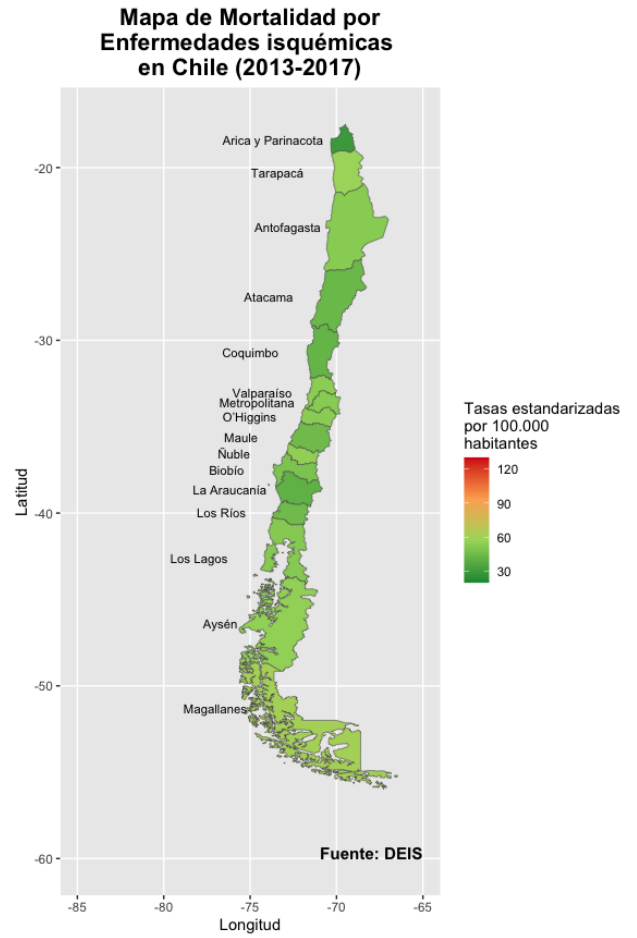 Mapa de Mortalidad por
Enfermedades isquémicas
en Chile (2013-2017)
Arica y Parinacota
Tarapacá
Antofagasta
Atacama
Coquimbo
Valparaíso
Metropolitana
O'Higgins
Maule
Ñuble
Biobío
La Araucanía
Los Ríos
Los Lagos
Aysén
Magallanes
-20
-30
-40
-50
-60
Latitud
-85
-80
-75
-70
-65
Longitud
Fuente: DEIS
Tasas estandarizadas
por 100.000
habitantes
120
90
60
30